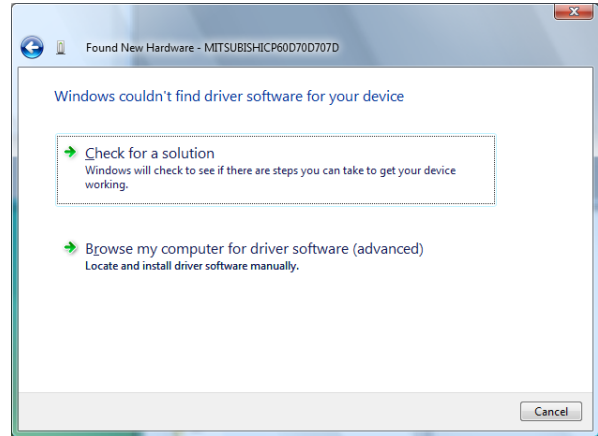 Found New Hardware - MITSUBISHICP60D70D707D
Windows couldn't find driver software for your device
Check for a solution
Windows will check to see if there are steps you can take to get your device
working.
Browse my computer for driver software (advanced)
Locate and install driver software manually.
Cancel